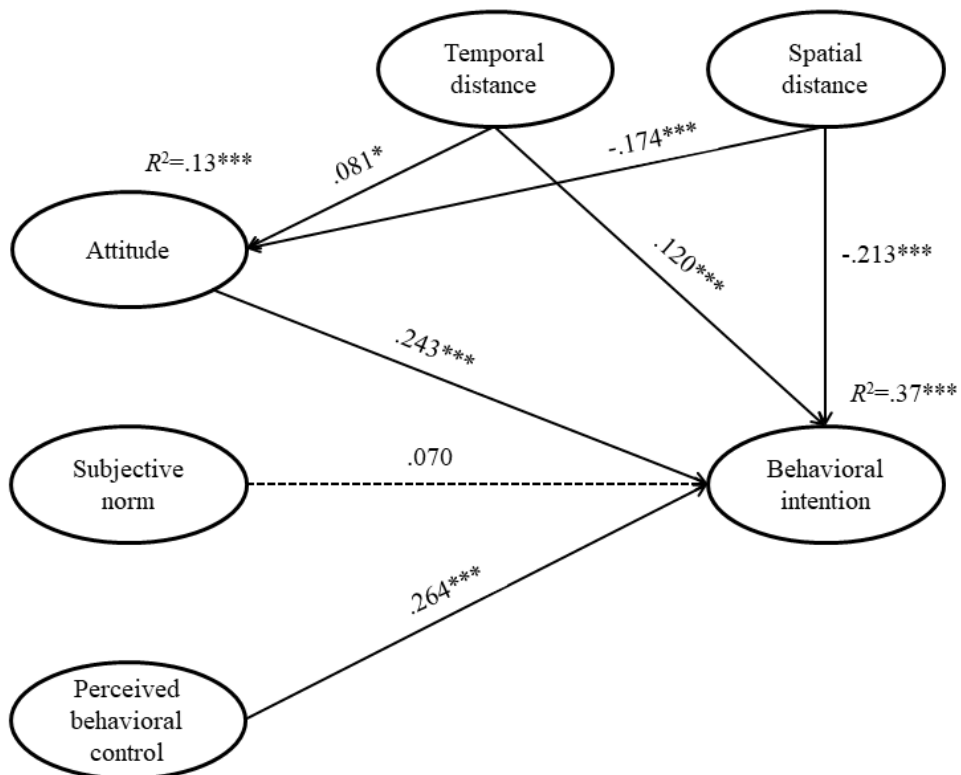 Temporal
distance
Spatial
distance
R²=.13***
.081*
-.174***
Attitude
.120***
-.213***
.243***
R²=.37***
Subjective
norm
.070
Behavioral
intention
.264***
Perceived
behavioral
control